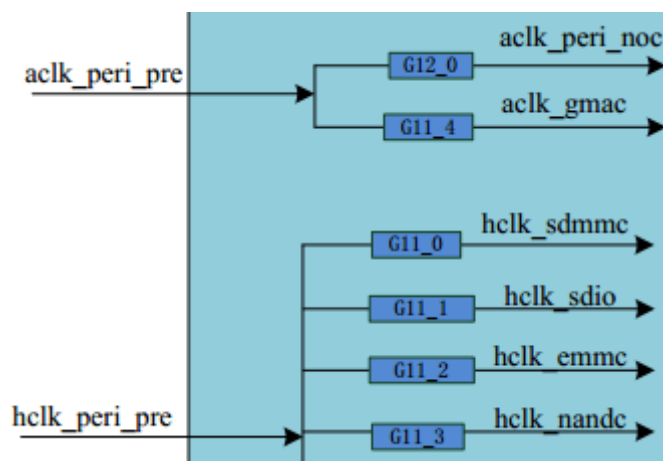 aclk_peri_noc
G12_0
aclk_peri_pre
aclk_gmac
G11_4
hclk_sdmmc
G11_0
hclk_sdio
G11_1
hclk_emmc
G11_2
hclk_peri_pre
hclk_nandc
G11_3